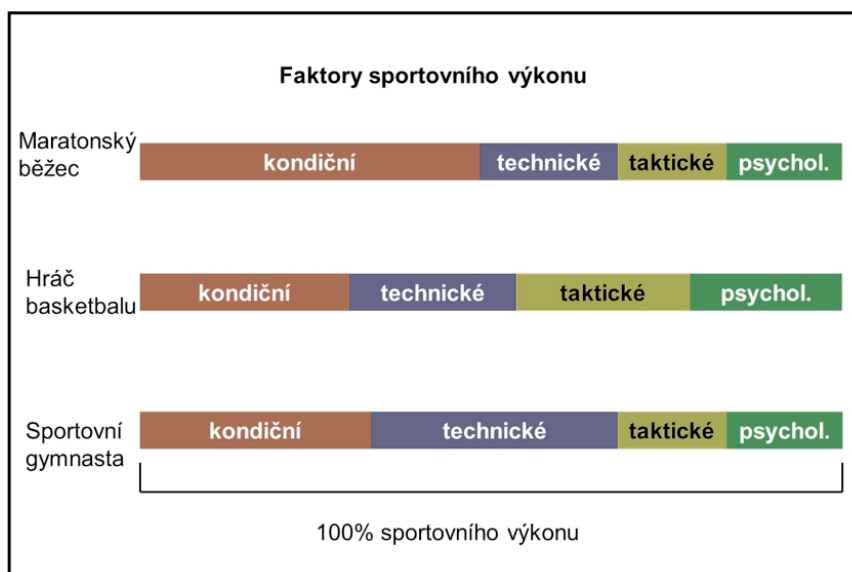 Faktory sportovního výkonu
Maratonský
běžec
kondiční technické taktické psychol.
Hráč
basketbalu
kondiční technické taktické psychol.
Sportovní
gymnasta
kondiční technické taktické psychol.
100% sportovního výkonu